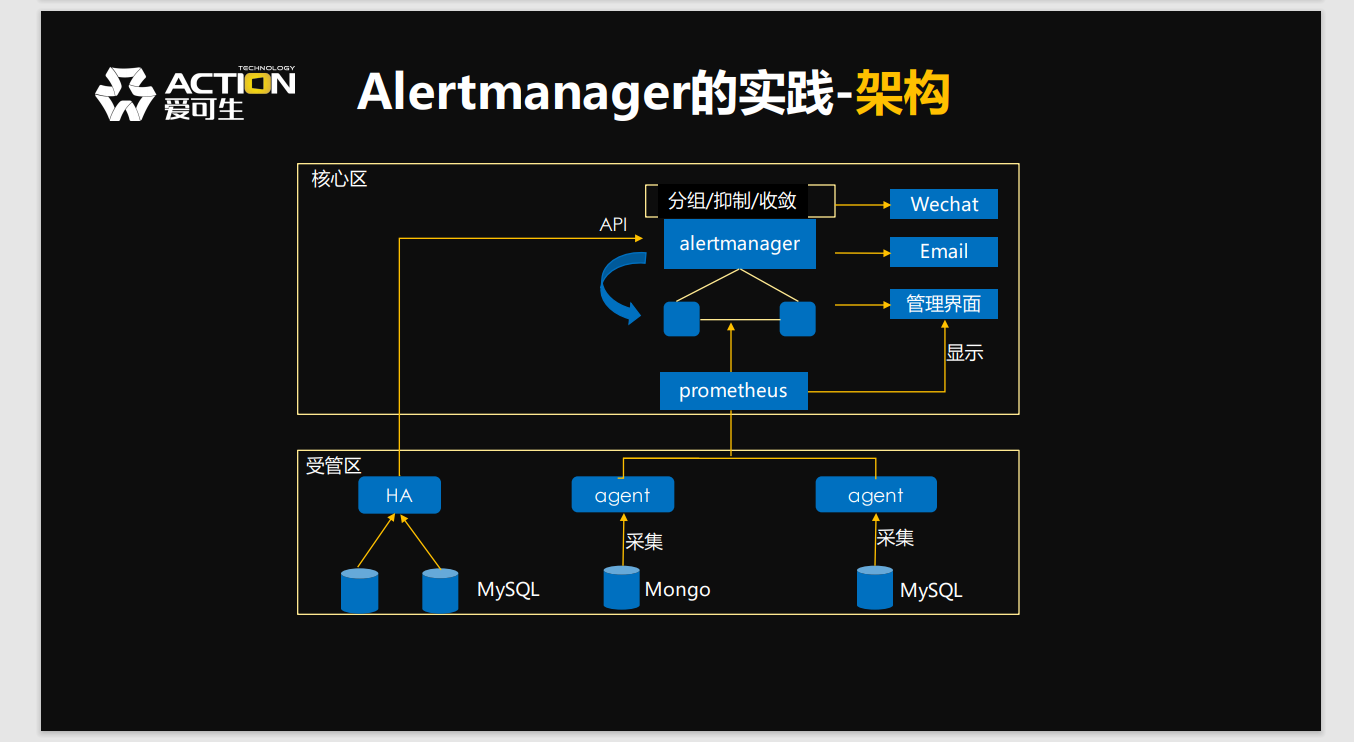 TECHNOLOGY
ACTION
爱可生
Alertmanager的实践-架构
核心区
分组/抑制/收敛
Wechat
API
alertmanager
Email
管理界面
显示
prometheus
受管区
HA
agent
agent
采集
采集
MySQL
Mongo
MySQL